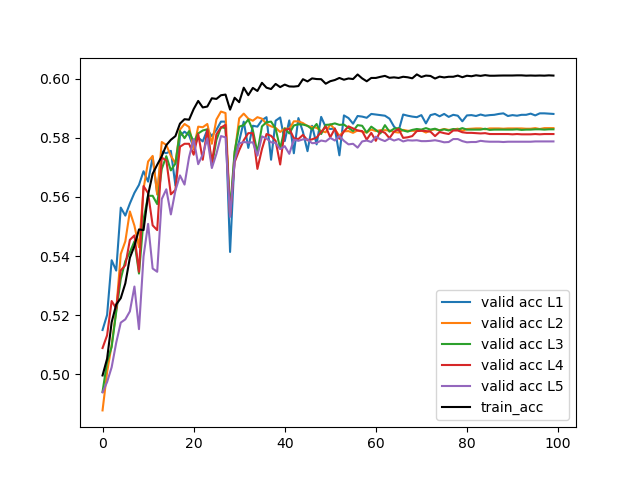 0.60
0.58
0.56
0.54
0.52
0.50
valid acc L1
valid acc L2
valid acc L3
valid acc L4
valid acc L5
train_acc
0 20 40 60 80 100